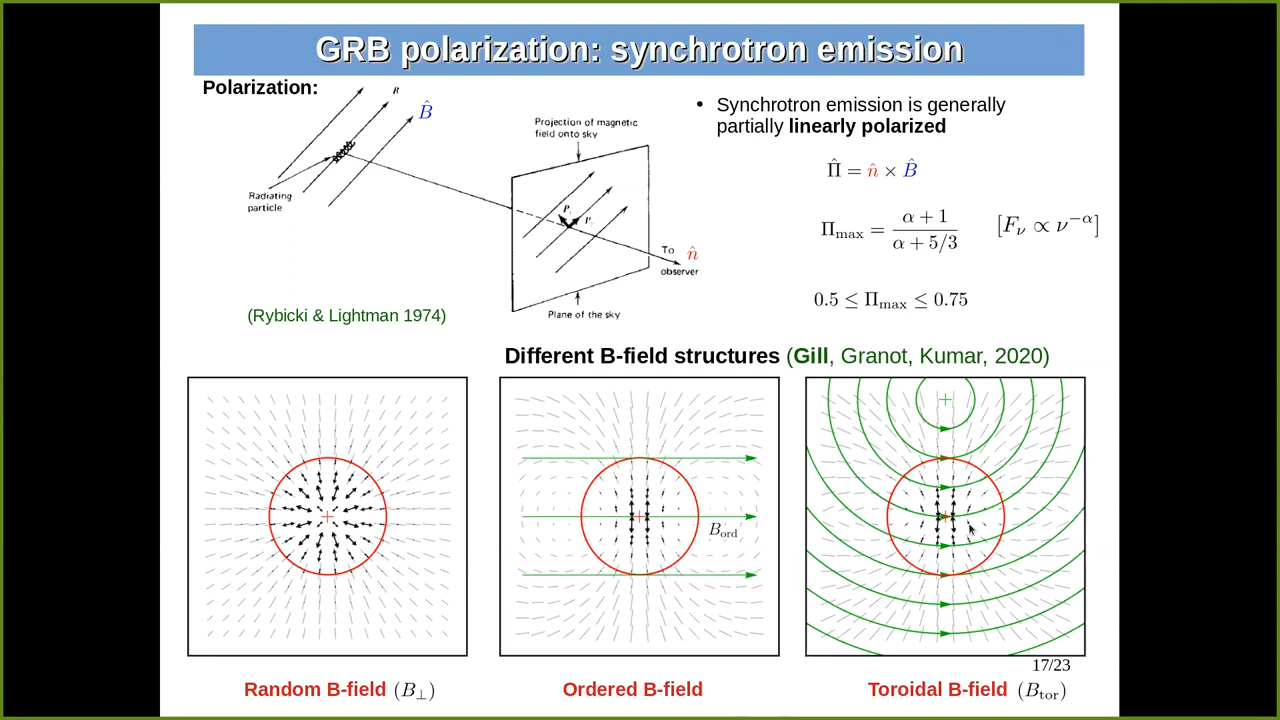 GRB polarization: synchrotron emission
Polarization:
B
B̂
Radiating
particle
Projection of magnetic
field onto sky
P
P
To
observer
n̂
Plane of the sky
(Rybicki & Lightman 1974)
• Synchrotron emission is generally
partially linearly polarized
Π̂ = n̂ × B̂
Π_max = (α + 1)/(α + 5/3) [F_ν ∝ ν^{−α}]
0.5 ≤ Π_max ≤ 0.75
Different B-field structures (Gill, Granot, Kumar, 2020)
B_ord
17/23
Random B-field (B_⊥)
Ordered B-field
Toroidal B-field (B_tor)